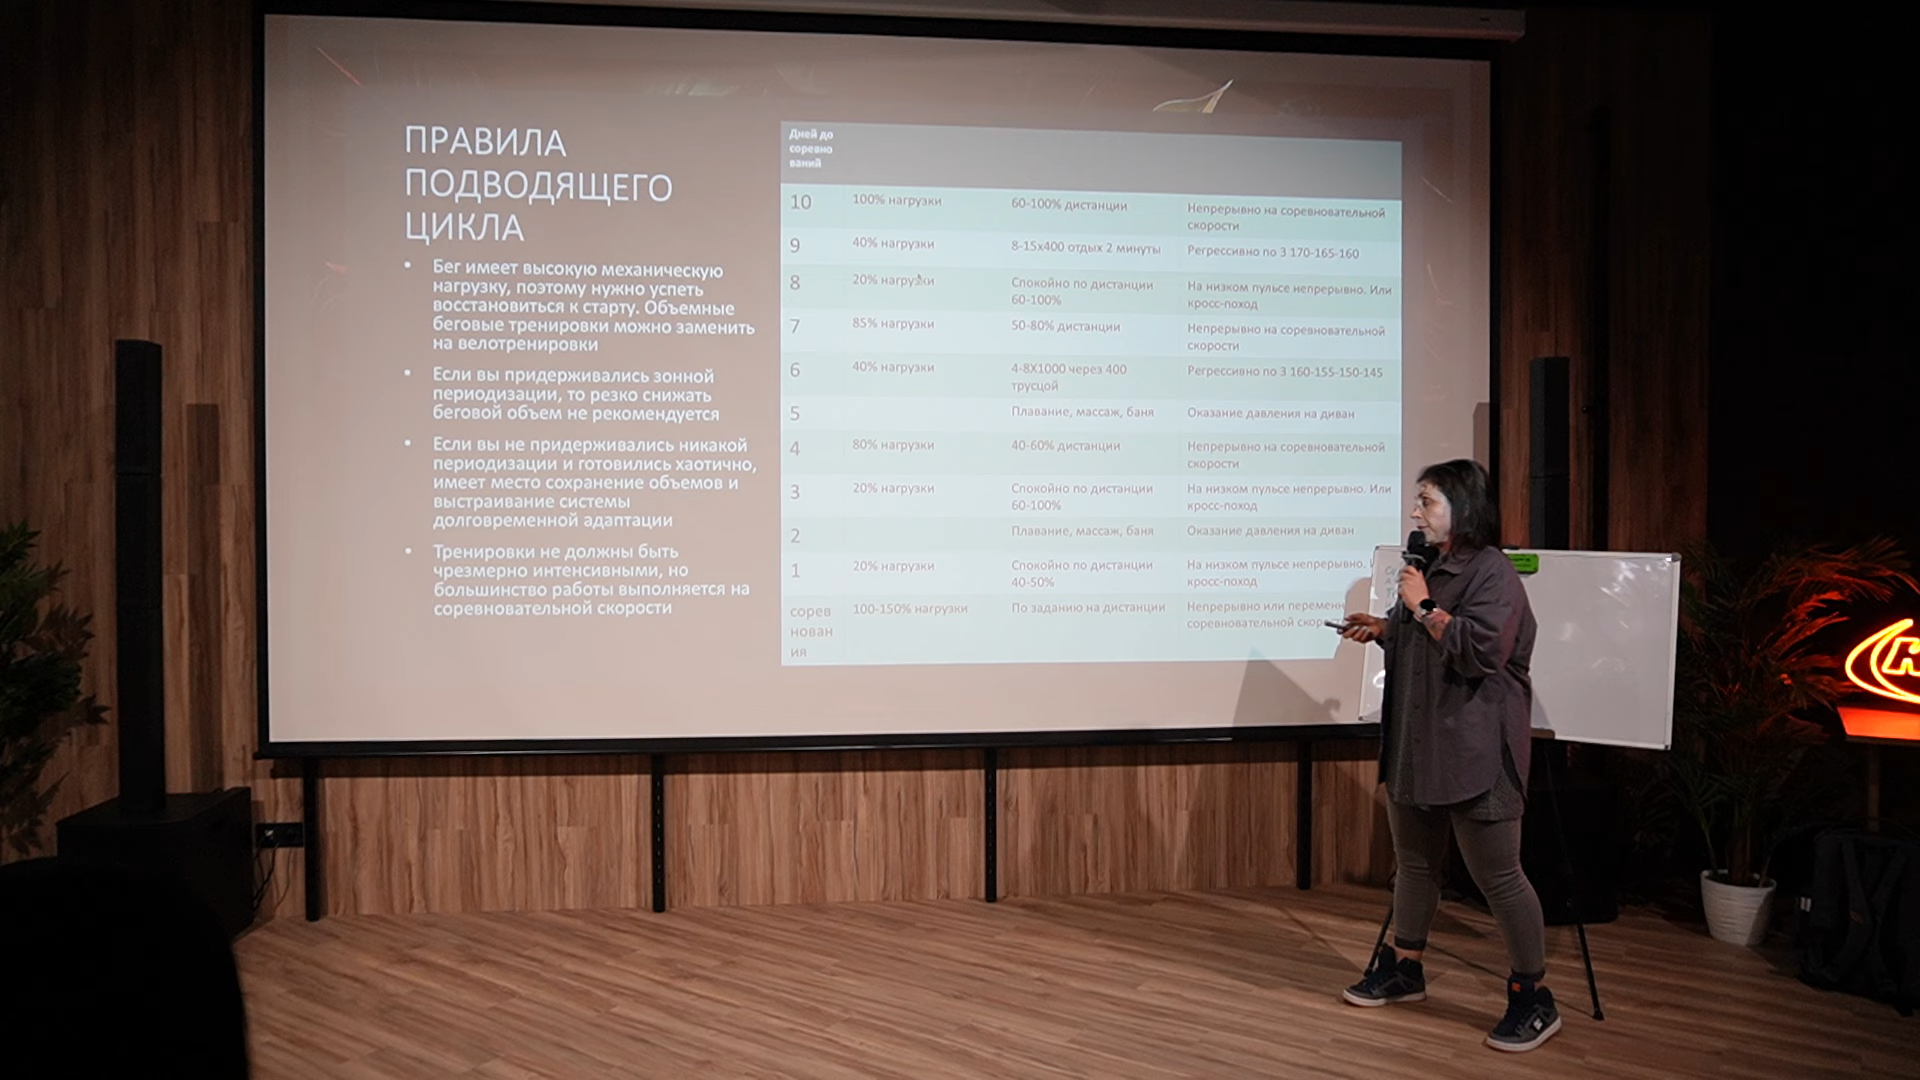 ПРАВИЛА
ПОДВОДЯЩЕГО
ЦИКЛА
• Бег имеет высокую механическую
нагрузку, поэтому нужно успеть
восстановиться к старту. Объемные
беговые тренировки можно заменить
на велотренировки
• Если вы придерживались зонной
периодизации, то резко снижать
беговой объем не рекомендуется
• Если вы не придерживались никакой
периодизации и готовились хаотично,
имеет место сохранение объемов и
выстраивание системы
долговременной адаптации
• Тренировки не должны быть
чрезмерно интенсивными, но
большинство работы выполняется на
соревновательной скорости
Дней до
соревно
ваний
10 100% нагрузки 60-100% дистанции Непрерывно на соревновательной
скорости
9 40% нагрузки 8-15х400 отдых 2 минуты Регрессивно по 3 170-165-160
8 20% нагрузки Спокойно по дистанции На низком пульсе непрерывно. Или
60-100% кросс-поход
7 85% нагрузки 50-80% дистанции Непрерывно на соревновательной
скорости
6 40% нагрузки 4-8Х1000 через 400 Регрессивно по 3 160-155-150-145
трусцой
5 Плавание, массаж, баня Оказание давления на диван
4 80% нагрузки 40-60% дистанции Непрерывно на соревновательной
скорости
3 20% нагрузки Спокойно по дистанции На низком пульсе непрерывно. Или
60-100% кросс-поход
2 Плавание, массаж, баня Оказание давления на диван
1 20% нагрузки Спокойно по дистанции На низком пульсе непрерывно.
40-50% кросс-поход
сорев 100-150% нагрузки По заданию на дистанции Непрерывно или
нован соревновательной
ия